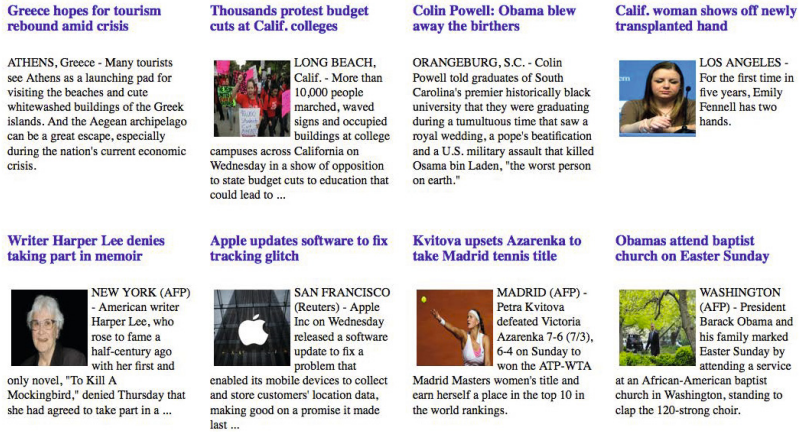 Greece hopes for tourism
rebound amid crisis
ATHENS, Greece - Many tourists
see Athens as a launching pad for
visiting the beaches and cute
whitewashed buildings of the Greek
islands. And the Aegean archipelago
can be a great escape, especially
during the nation's current economic
crisis.
Thousands protest budget
cuts at Calif. colleges
LONG BEACH,
Calif. - More than
10,000 people
marched, waved
signs and occupied
buildings at college
campuses across California on
Wednesday in a show of opposition
to state budget cuts to education that
could lead to ...
Colin Powell: Obama blew
away the birthers
ORANGEBURG, S.C. - Colin
Powell told graduates of South
Carolina's premier historically black
university that they were graduating
during a tumultuous time that saw a
royal wedding, a pope's beatification
and a U.S. military assault that killed
Osama bin Laden, "the worst person
on earth."
Calif. woman shows off newly
transplanted hand
LOS ANGELES -
For the first time in
five years, Emily
Fennell has two
hands.
Writer Harper Lee denies
taking part in memoir
NEW YORK (AFP)
- American writer
Harper Lee, who
rose to fame a
half-century ago
with her first and
only novel, "To Kill A
Mockingbird," denied Thursday that
she had agreed to take part in a ...
Apple updates software to fix
tracking glitch
SAN FRANCISCO
(Reuters) - Apple
Inc on Wednesday
released a software
update to fix a
problem that
enabled its mobile devices to collect
and store customers' location data,
making good on a promise it made
last ...
Kvitova upsets Azarenka to
take Madrid tennis title
MADRID (AFP) -
Petra Kvitova
defeated Victoria
Azarenka 7-6 (7/3),
6-4 on Sunday to
won the ATP-WTA
Madrid Masters women's title and
earn herself a place in the top 10 in
the world rankings.
Obamas attend baptist
church on Easter Sunday
WASHINGTON
(AFP) - President
Barack Obama and
his family marked
Easter Sunday by
attending a service
at an African-American baptist
church in Washington, standing to
clap the 120-strong choir.